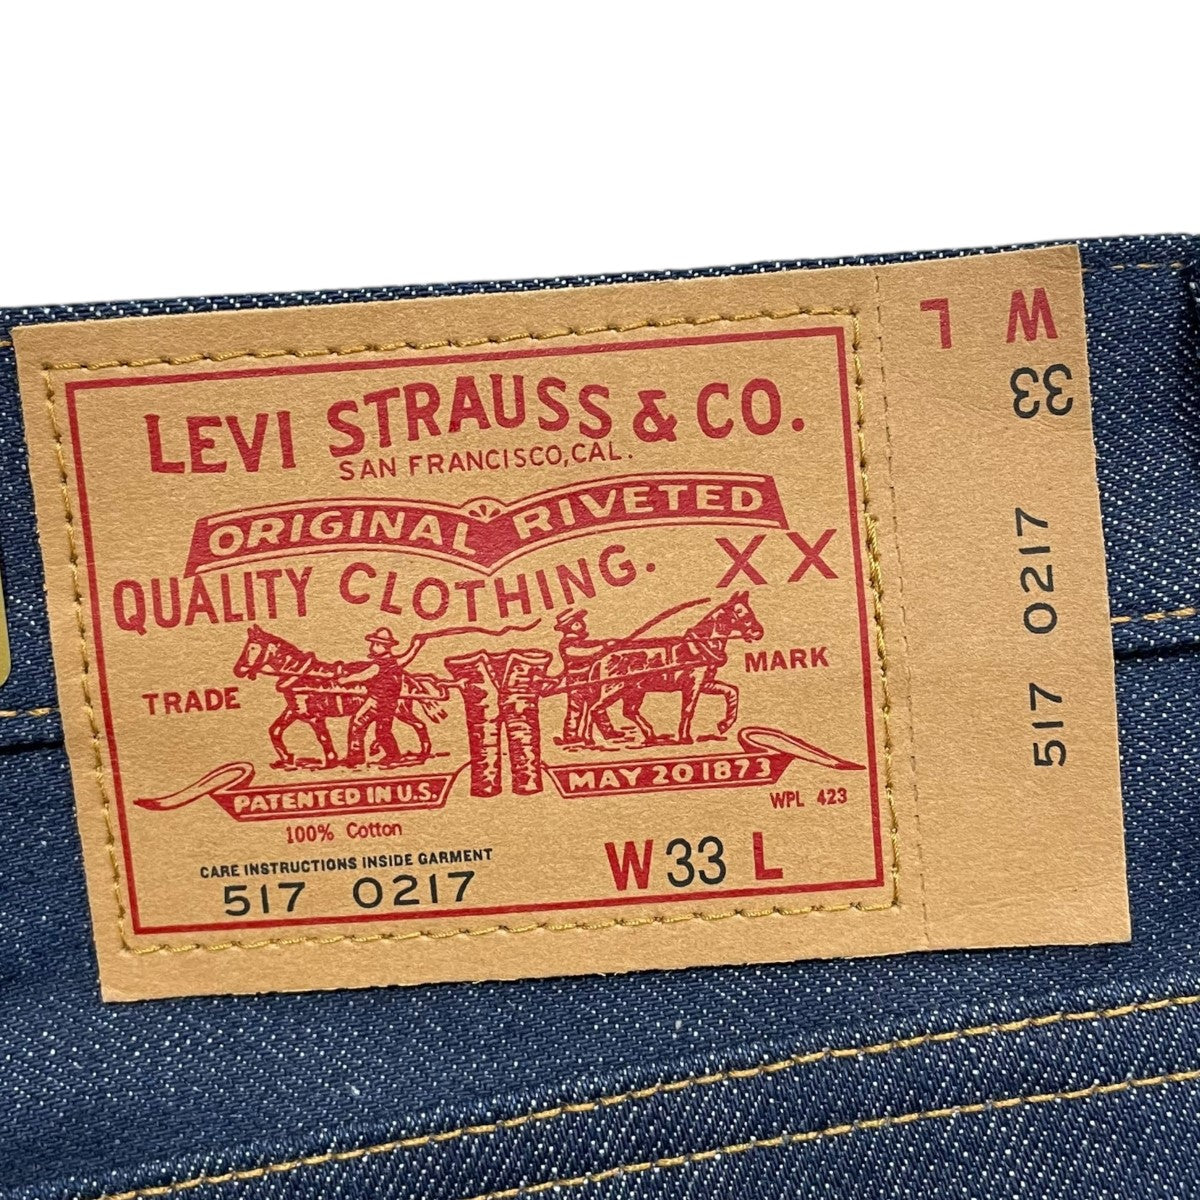 LEVI STRAUSS & CO.
SAN FRANCISCO, CAL.
ORIGINAL RIVETED
QUALITY CLOTHING. XX
TRADE MARK
PATENTED IN U.S. MAY 20 1873
WPL 423
100% Cotton
CARE INSTRUCTIONS INSIDE GARMENT
517 0217
W 33 L
W L
33
517 0217